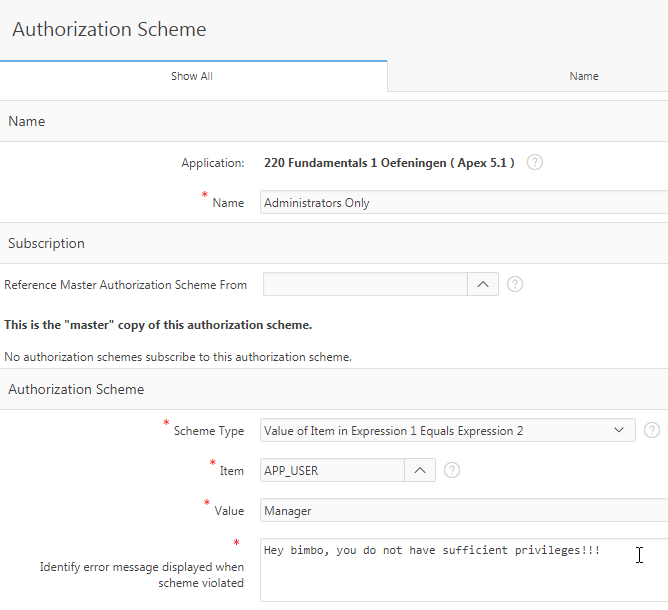 Authorization Scheme
Show All
Name
Name
Application: 220 Fundamentals 1 Oefeningen ( Apex 5.1 ) ?
* Name Administrators Only
Subscription
Reference Master Authorization Scheme From ?
This is the "master" copy of this authorization scheme.
No authorization schemes subscribe to this authorization scheme.
Authorization Scheme
* Scheme Type Value of Item in Expression 1 Equals Expression 2 ?
* Item APP_USER ?
* Value Manager
* Hey bimbo, you do not have sufficient privileges!!!
Identify error message displayed when
scheme violated